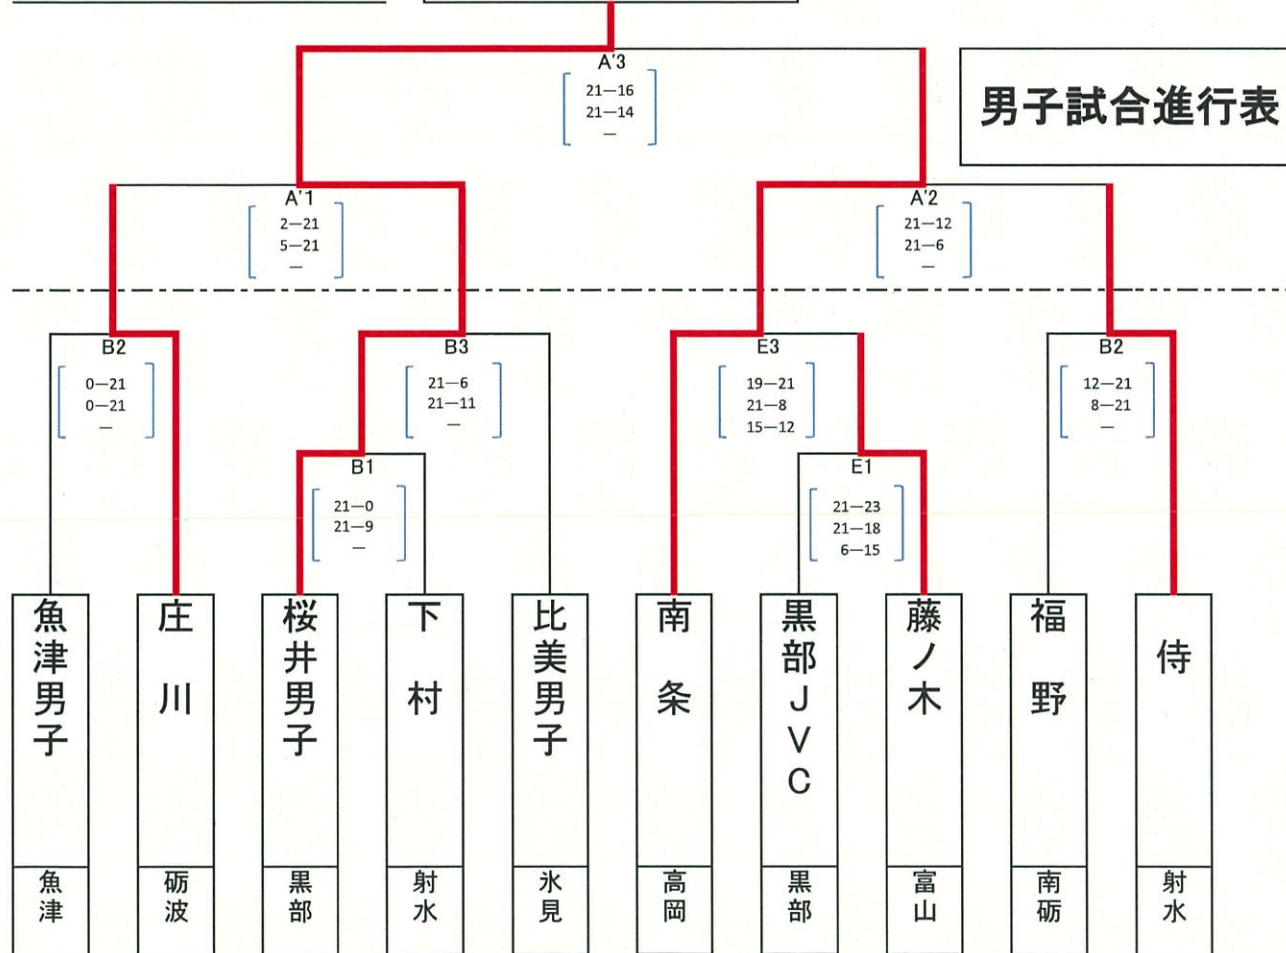 男子試合進行表
A'3
21―16
21―14
―
A'1
2―21
5―21
―
A'2
21―12
21―6
―
B2
0―21
0―21
―
B3
21―6
21―11
―
E3
19―21
21―8
15―12
B2
12―21
8―21
―
B1
21―0
21―9
―
E1
21―23
21―18
6―15
魚津男子
庄川
桜井男子
下村
比美男子
南条
黒部JVC
藤ノ木
福野
侍
魚津
砺波
黒部
射水
氷見
高岡
黒部
富山
南砺
射水